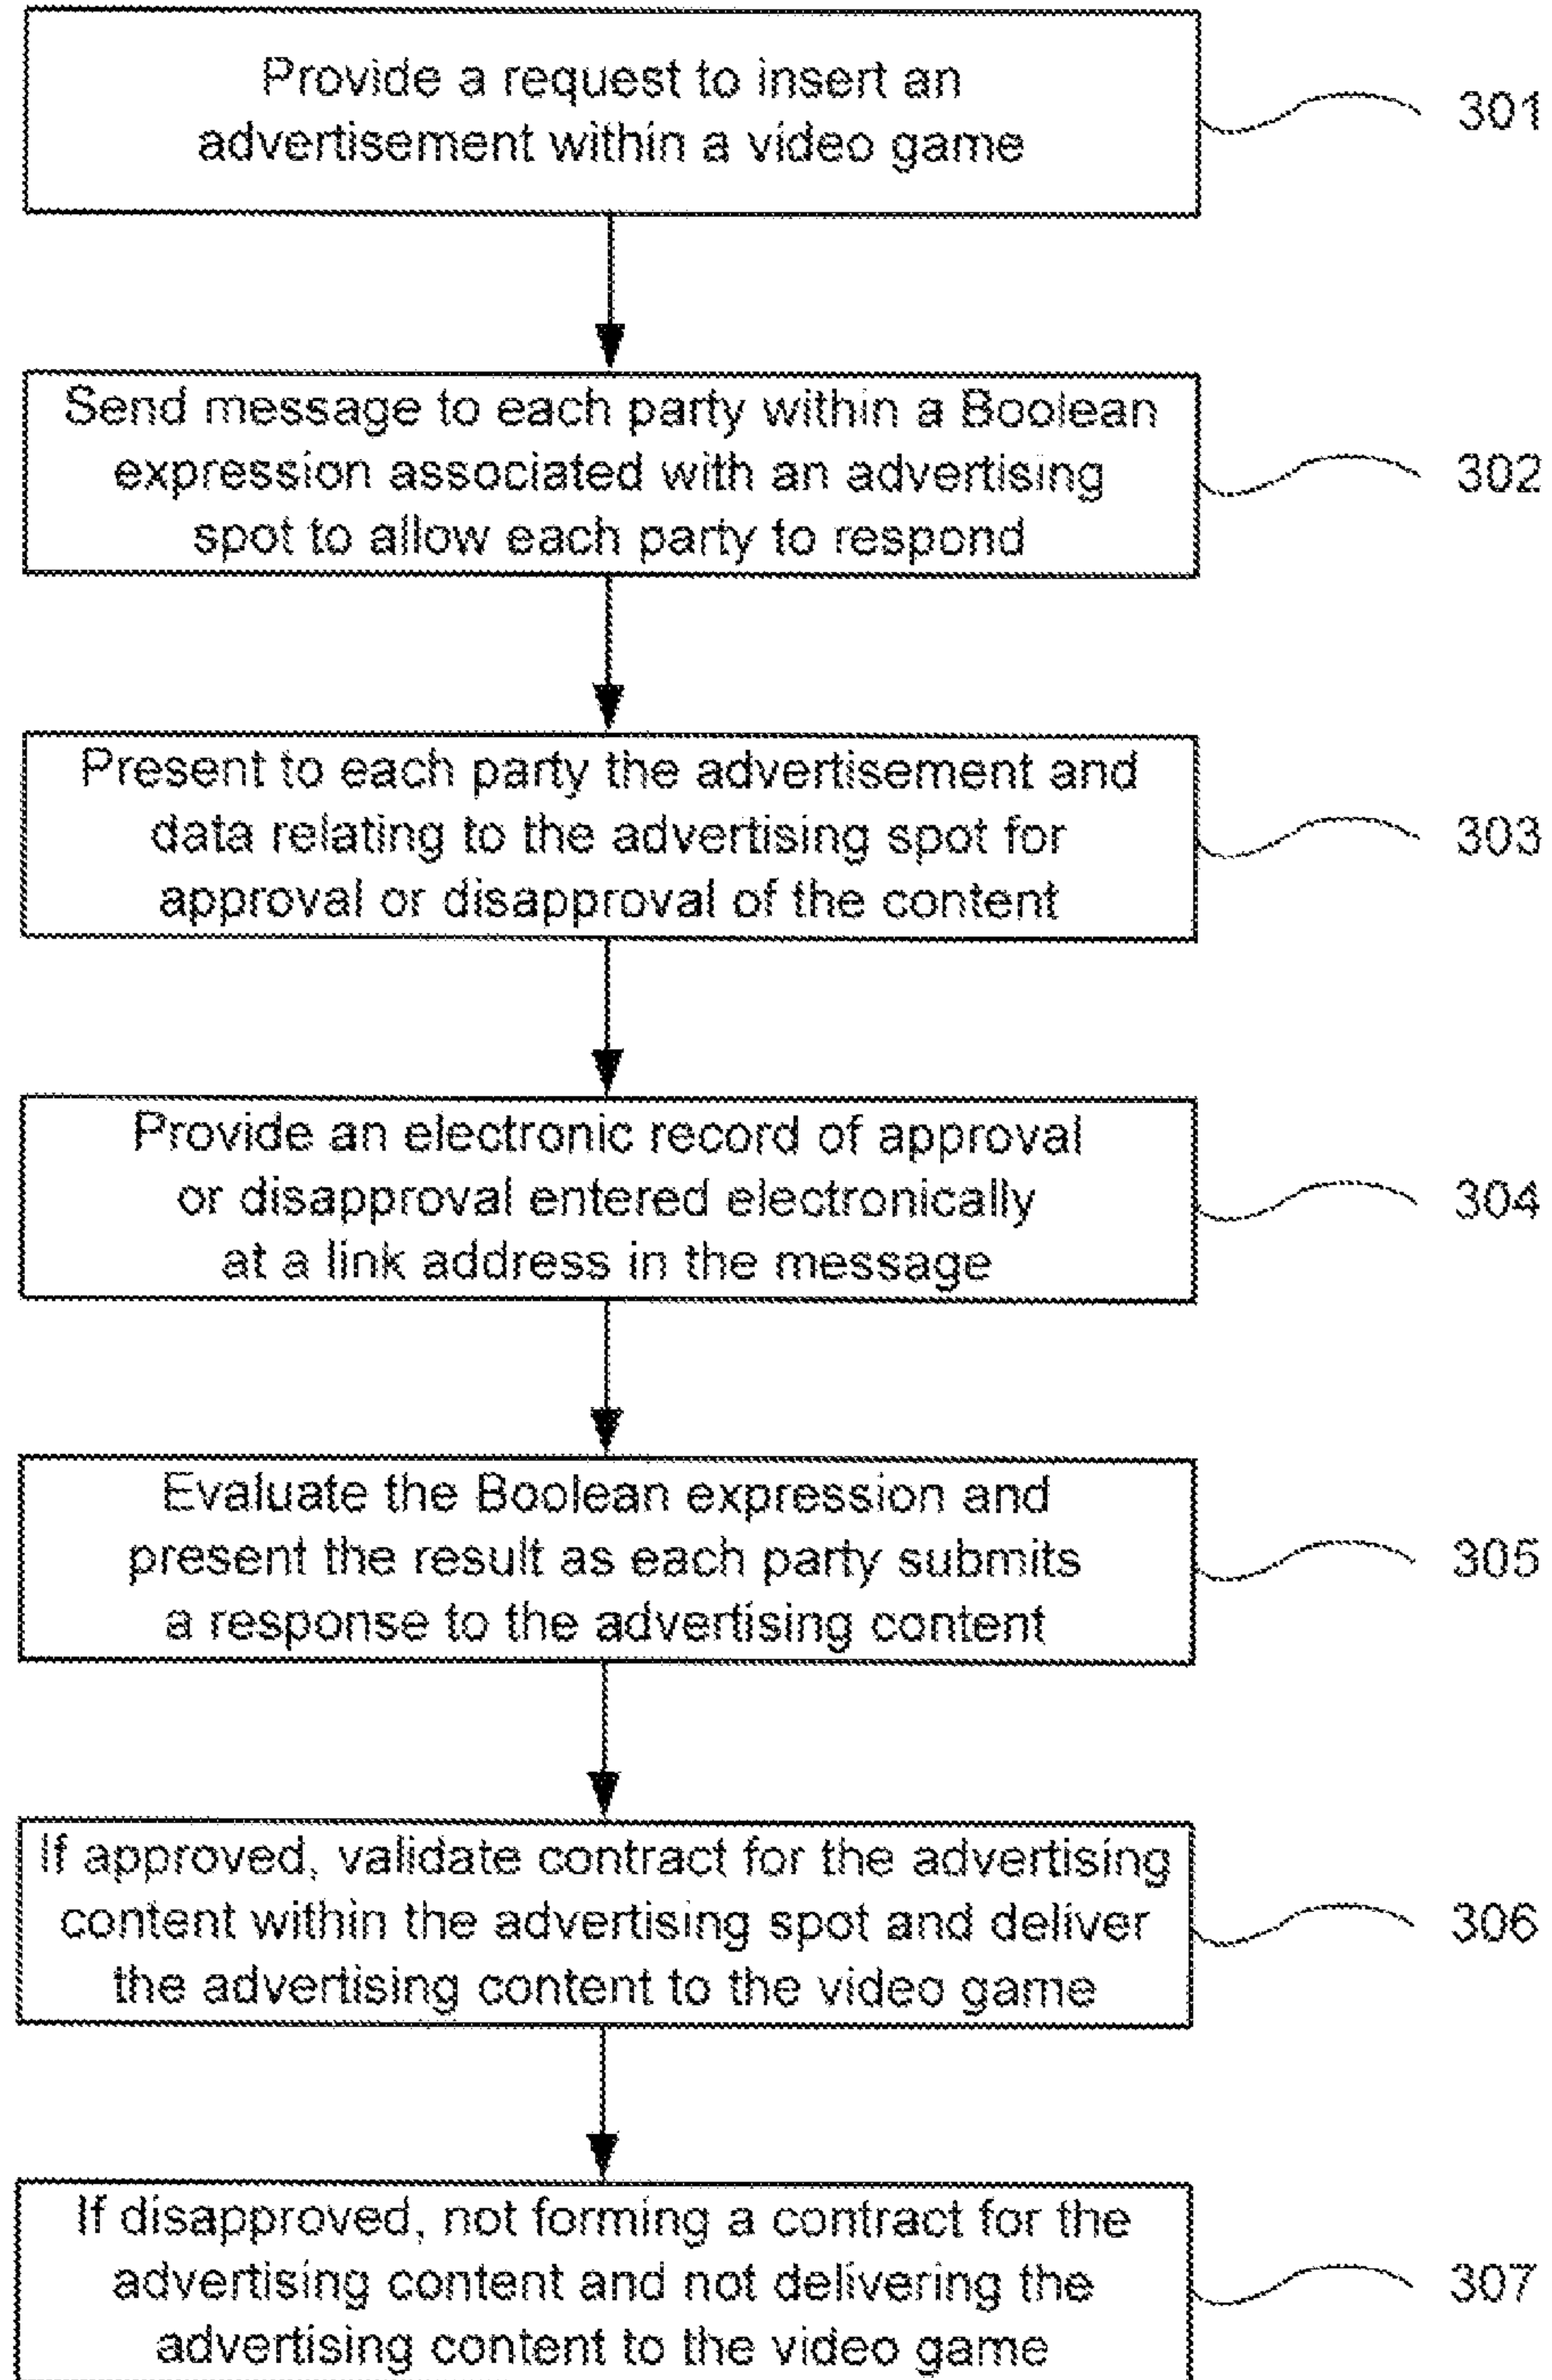 Provide a request to insert an
advertisement within a video game
301
Send message to each party within a Boolean
expression associated with an advertising
spot to allow each party to respond
302
Present to each party the advertisement and
data relating to the advertising spot for
approval or disapproval of the content
303
Provide an electronic record of approval
or disapproval entered electronically
at a link address in the message
304
Evaluate the Boolean expression and
present the result as each party submits
a response to the advertising content
305
If approved, validate contract for the advertising
content within the advertising spot and deliver
the advertising content to the video game
306
If disapproved, not forming a contract for the
advertising content and not delivering the
advertising content to the video game
307